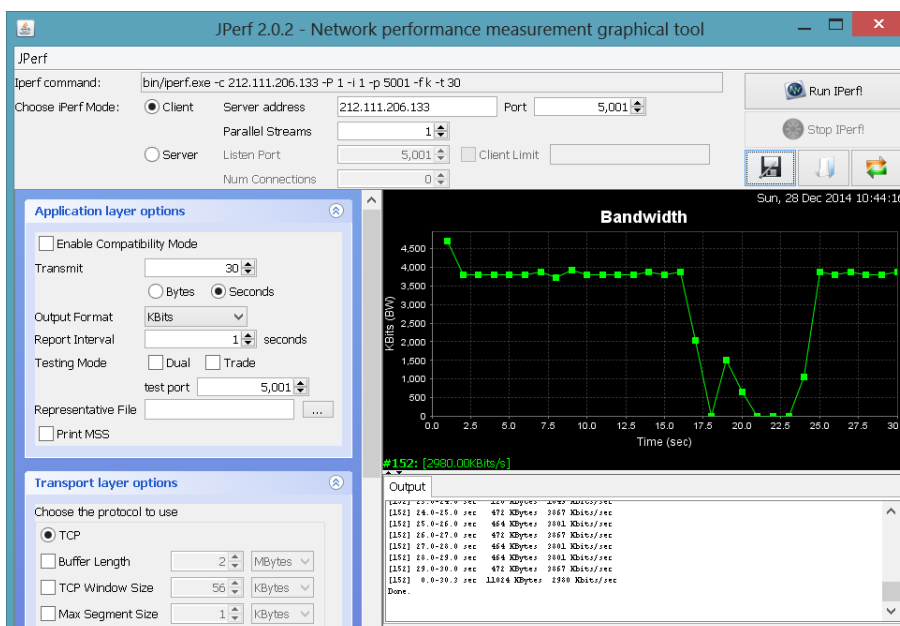 JPerf 2.0.2 - Network performance measurement graphical tool
JPerf
Iperf command: bin/iperf.exe -c 212.111.206.133 -P 1 -i 1 -p 5001 -f k -t 30
Choose iPerf Mode: Client Server address 212.111.206.133 Port 5,001
Parallel Streams 1
Server Listen Port 5,001 Client Limit
Num Connections 0
Run IPerf!
Stop IPerf!
Application layer options
Enable Compatibility Mode
Transmit 30
Bytes Seconds
Output Format KBits
Report Interval 1 seconds
Testing Mode Dual Trade
test port 5,001
Representative File ...
Print MSS
Transport layer options
Choose the protocol to use
TCP
Buffer Length 2 MBytes
TCP Window Size 56 KBytes
Max Segment Size 1 KBytes
Sun, 28 Dec 2014 10:44:16
Bandwidth
KBits (BW)
4,500
4,000
3,500
3,000
2,500
2,000
1,500
1,000
500
0
0.0 2.5 5.0 7.5 10.0 12.5 15.0 17.5 20.0 22.5 25.0 27.5 30
Time (sec)
#152: [2980.00KBits/s]
Output
[152] 23.0-24.0 sec 128 KBytes 1049 Kbits/sec
[152] 24.0-25.0 sec 472 KBytes 3867 Kbits/sec
[152] 25.0-26.0 sec 464 KBytes 3801 Kbits/sec
[152] 26.0-27.0 sec 472 KBytes 3867 Kbits/sec
[152] 27.0-28.0 sec 464 KBytes 3801 Kbits/sec
[152] 28.0-29.0 sec 464 KBytes 3801 Kbits/sec
[152] 29.0-30.0 sec 472 KBytes 3867 Kbits/sec
[152] 0.0-30.3 sec 11024 KBytes 2980 Kbits/sec
Done.